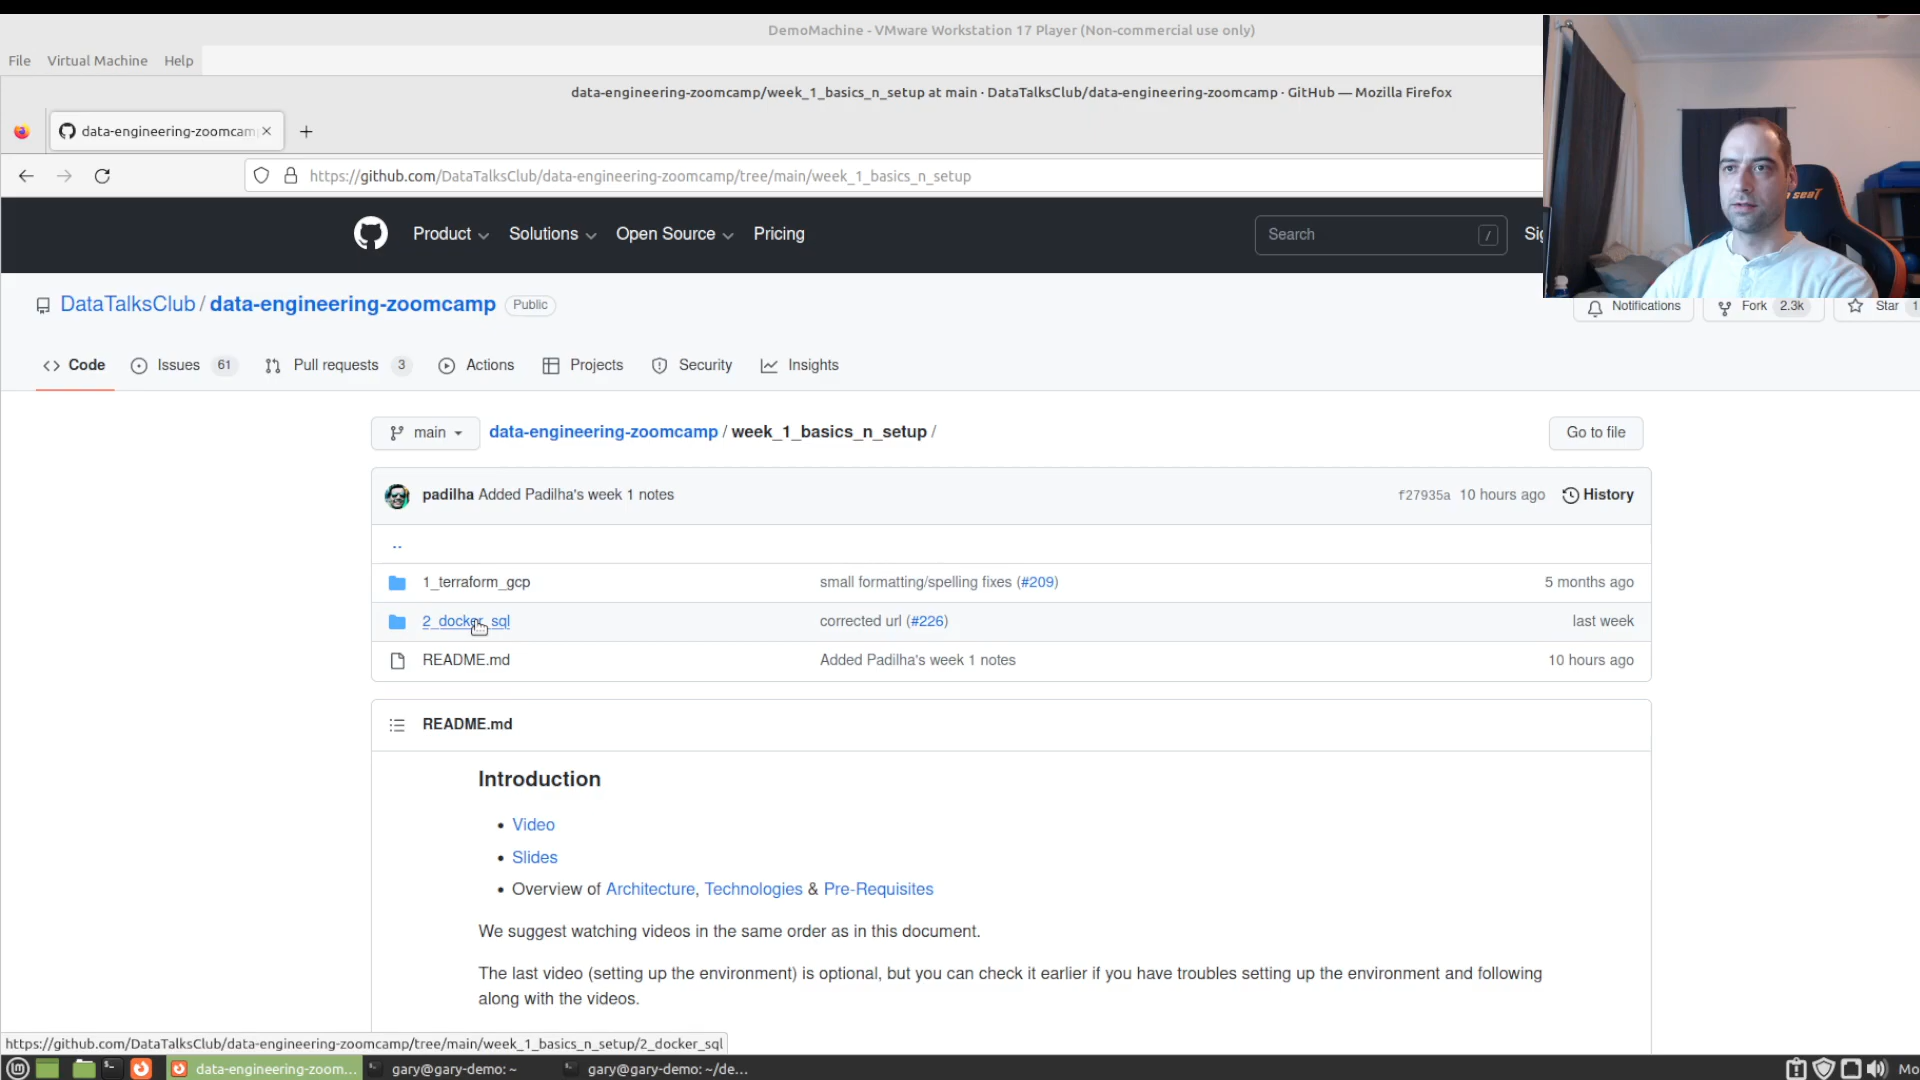 DemoMachine - VMware Workstation 17 Player (Non-commercial use only)
File Virtual Machine Help
data-engineering-zoomcamp/week_1_basics_n_setup at main · DataTalksClub/data-engineering-zoomcamp · GitHub — Mozilla Firefox
data-engineering-zoomcam
https://github.com/DataTalksClub/data-engineering-zoomcamp/tree/main/week_1_basics_n_setup
Product Solutions Open Source Pricing Search / Sig
DataTalksClub / data-engineering-zoomcamp Public Notifications Fork 2.3k Star 1
Code Issues 61 Pull requests 3 Actions Projects Security Insights
main data-engineering-zoomcamp / week_1_basics_n_setup / Go to file
padilha Added Padilha's week 1 notes f27935a 10 hours ago History
..
1_terraform_gcp small formatting/spelling fixes (#209) 5 months ago
2_docker_sql corrected url (#226) last week
README.md Added Padilha's week 1 notes 10 hours ago
README.md
Introduction
• Video
• Slides
• Overview of Architecture, Technologies & Pre-Requisites
We suggest watching videos in the same order as in this document.
The last video (setting up the environment) is optional, but you can check it earlier if you have troubles setting up the environment and following
along with the videos.
https://github.com/DataTalksClub/data-engineering-zoomcamp/tree/main/week_1_basics_n_setup/2_docker_sql
data-engineering-zoom... gary@gary-demo: ~ gary@gary-demo: ~/de... Mo